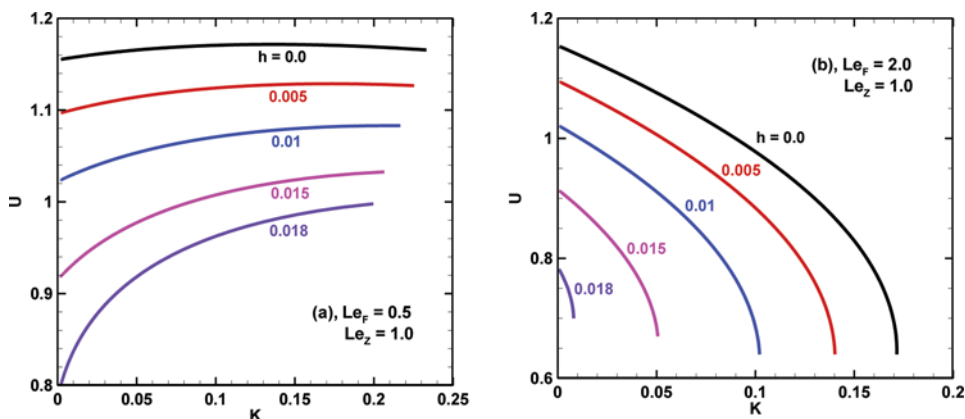 1.2
1.1
U
1
0.9
0.8
h = 0.0
0.005
0.01
0.015
0.018
(a), Le_F = 0.5
Le_Z = 1.0
0 0.05 0.1 0.15 0.2 0.25
K
1.2
1
U
0.8
0.6
(b), Le_F = 2.0
Le_Z = 1.0
h = 0.0
0.005
0.01
0.015
0.018
0 0.05 0.1 0.15 0.2
K